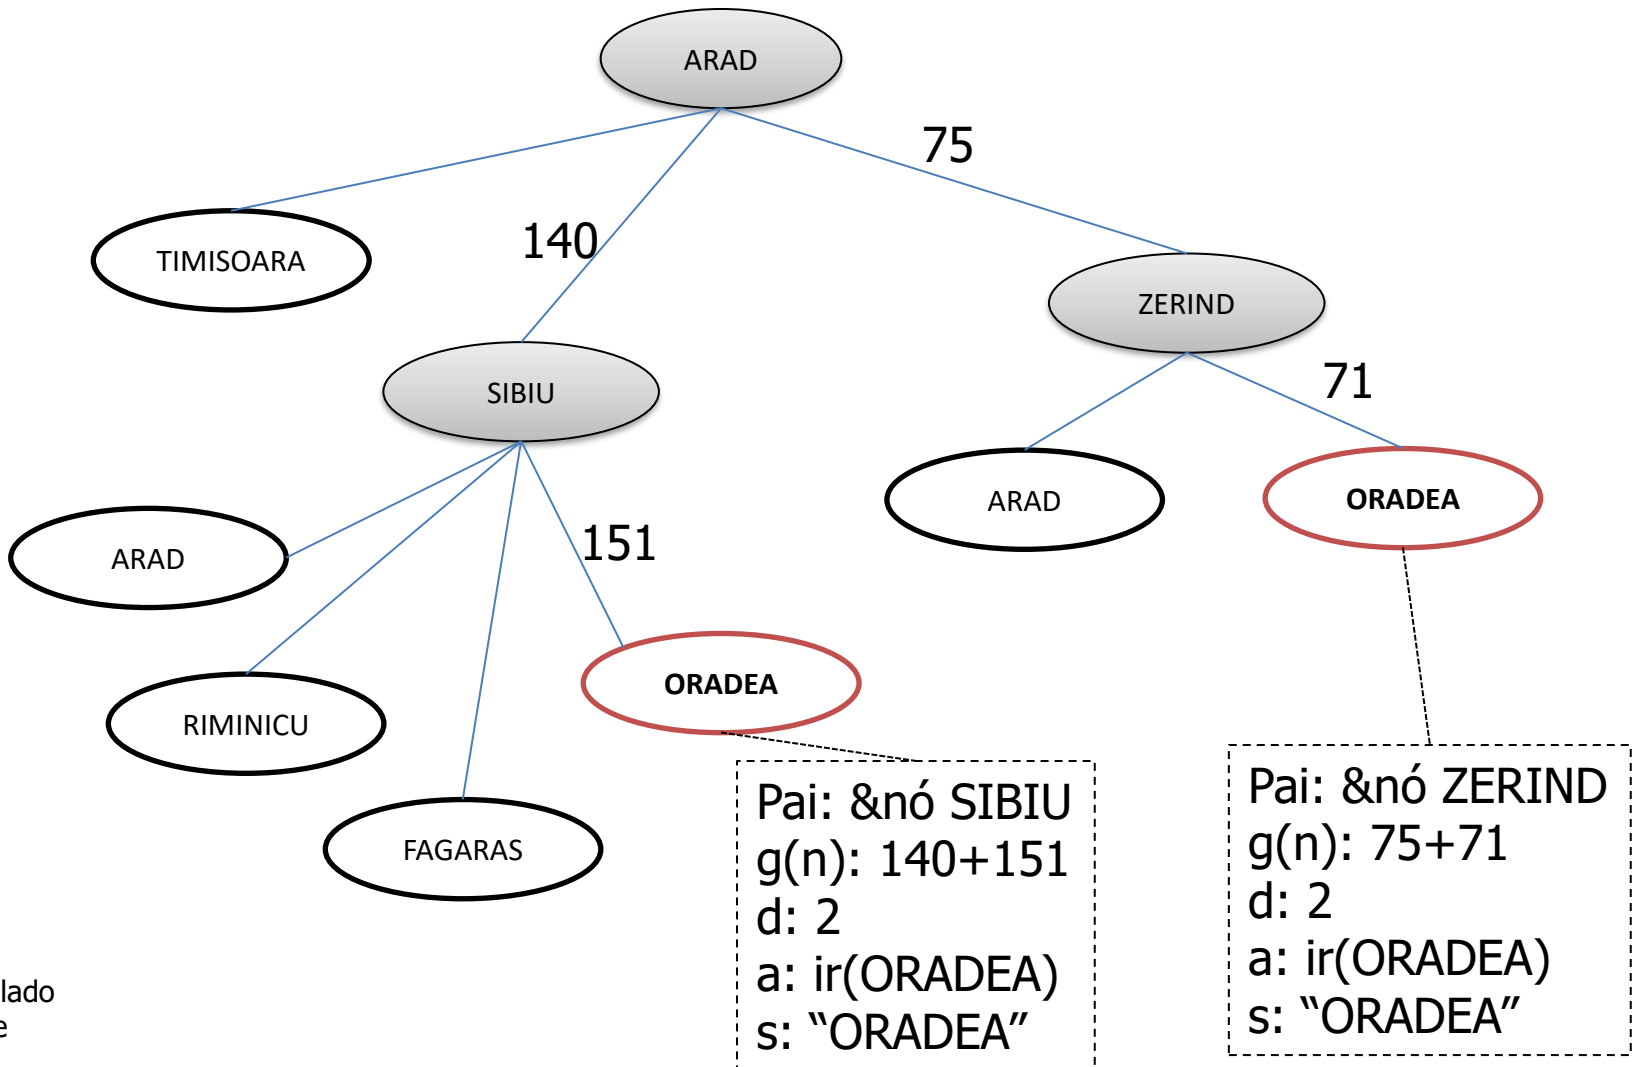 ARAD
75
140
TIMISOARA
ZERIND
SIBIU
71
ARAD
ORADEA
ARAD
151
ORADEA
RIMINICU
FAGARAS
Pai: &nó SIBIU
g(n): 140+151
d: 2
a: ir(ORADEA)
s: “ORADEA”
Pai: &nó ZERIND
g(n): 75+71
d: 2
a: ir(ORADEA)
s: “ORADEA”
lado
e